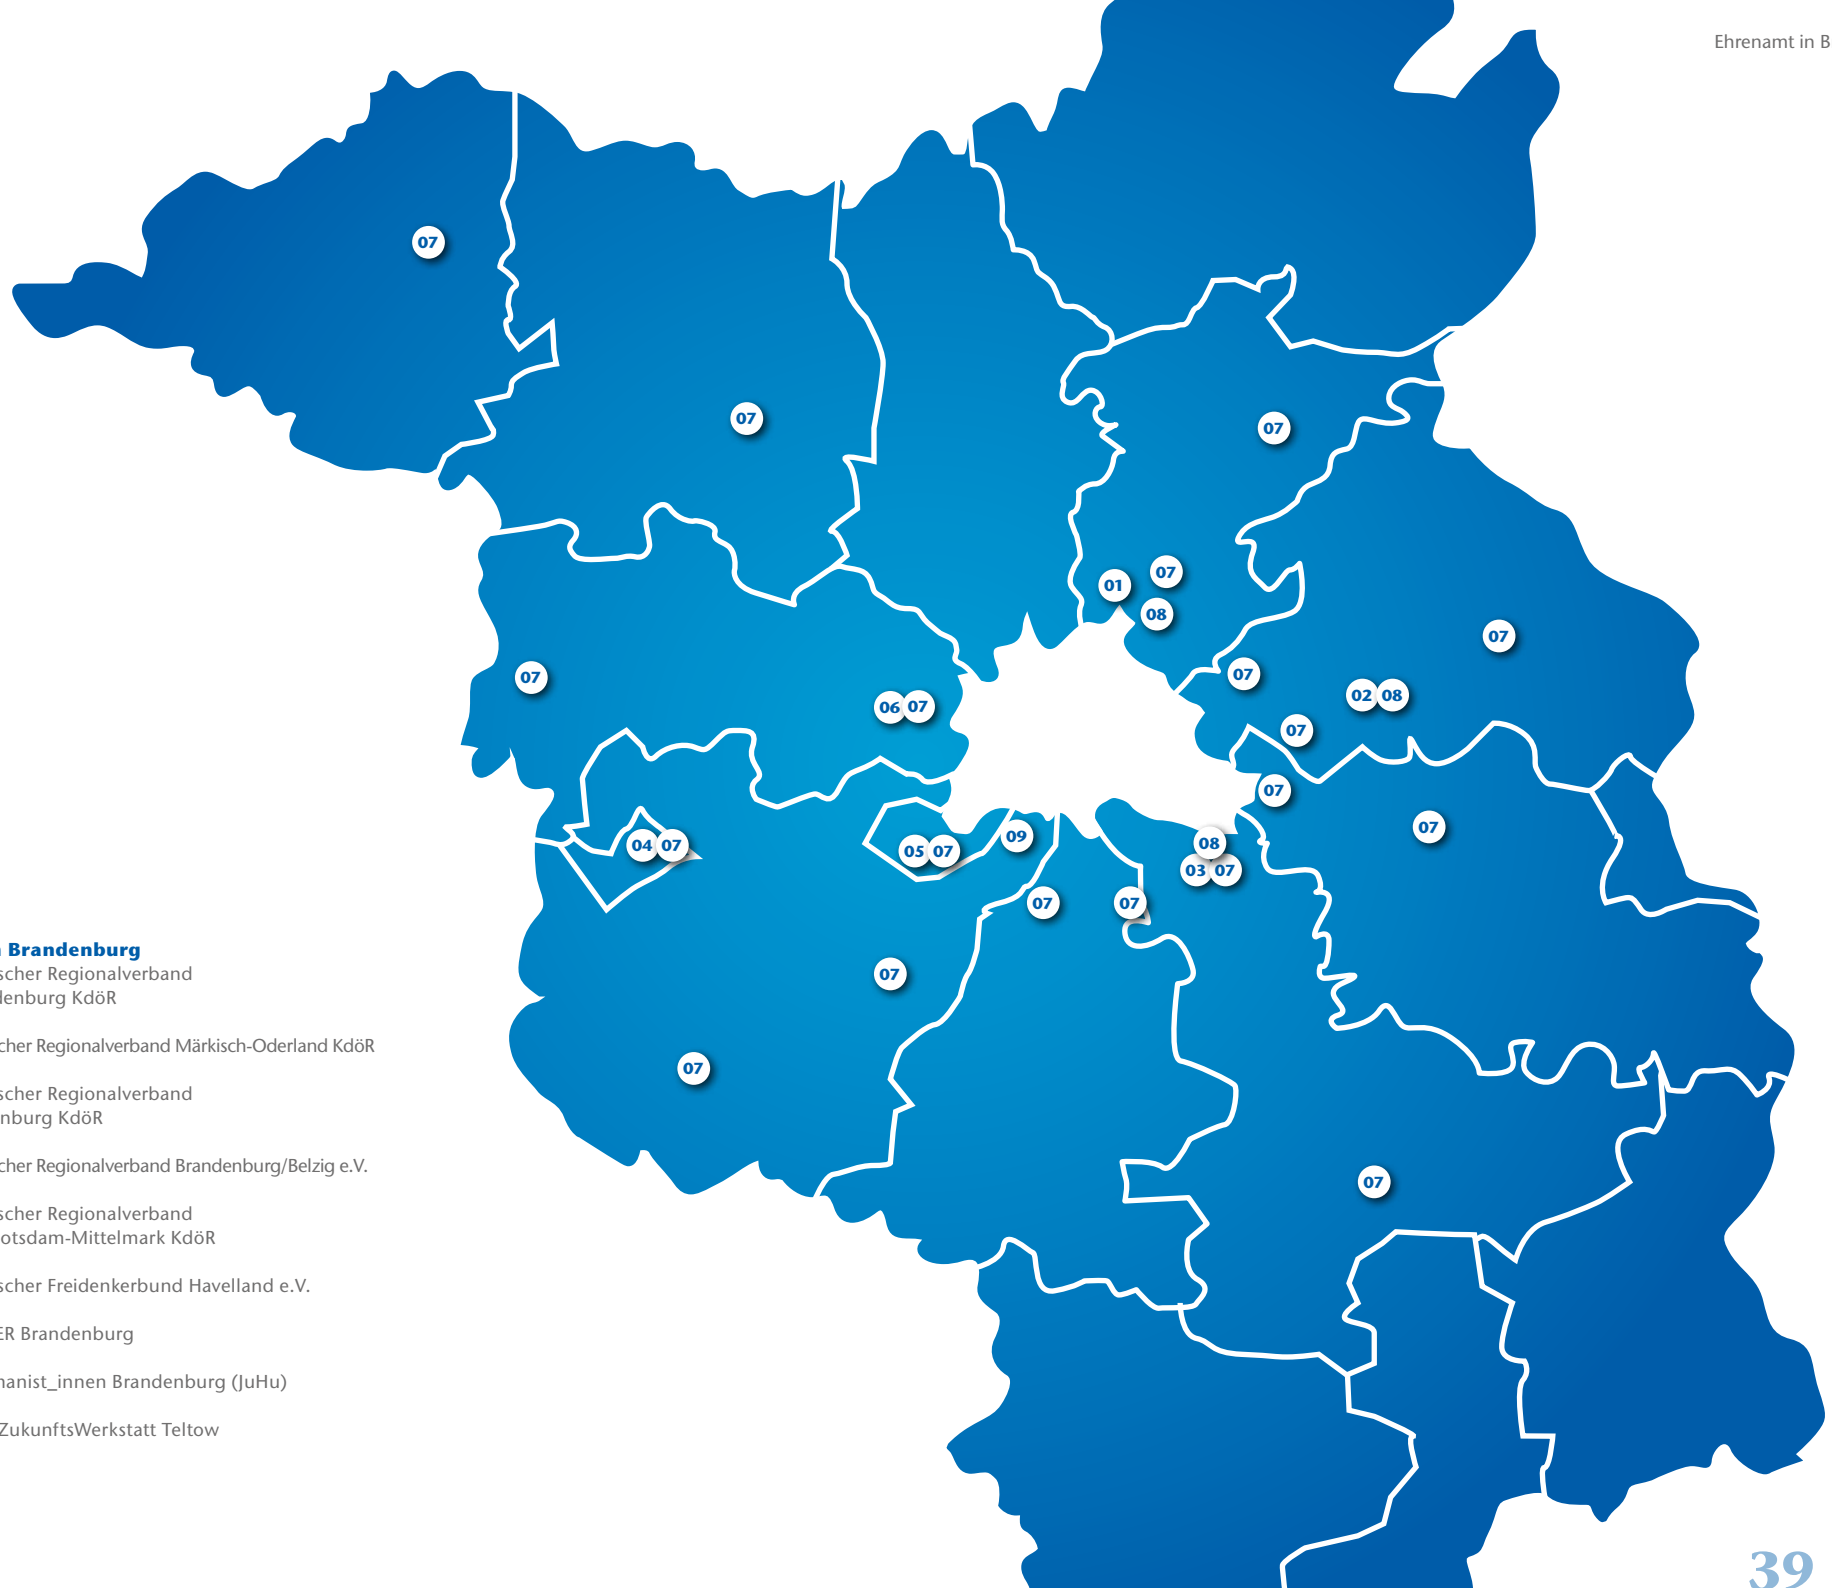 Ehrenamt in B
07
07
07
01
07
08
07
07
07
06 07
07
02 08
07
07
07
04 07
05 07
09
08
03 07
07
07
07
07
07
n Brandenburg
scher Regionalverband
lenburg KdöR
cher Regionalverband Märkisch-Oderland KdöR
scher Regionalverband
nburg KdöR
cher Regionalverband Brandenburg/Belzig e.V.
scher Regionalverband
otsdam-Mittelmark KdöR
scher Freidenkerbund Havelland e.V.
ER Brandenburg
nanist_innen Brandenburg (JuHu)
ZukunftsWerkstatt Teltow
39